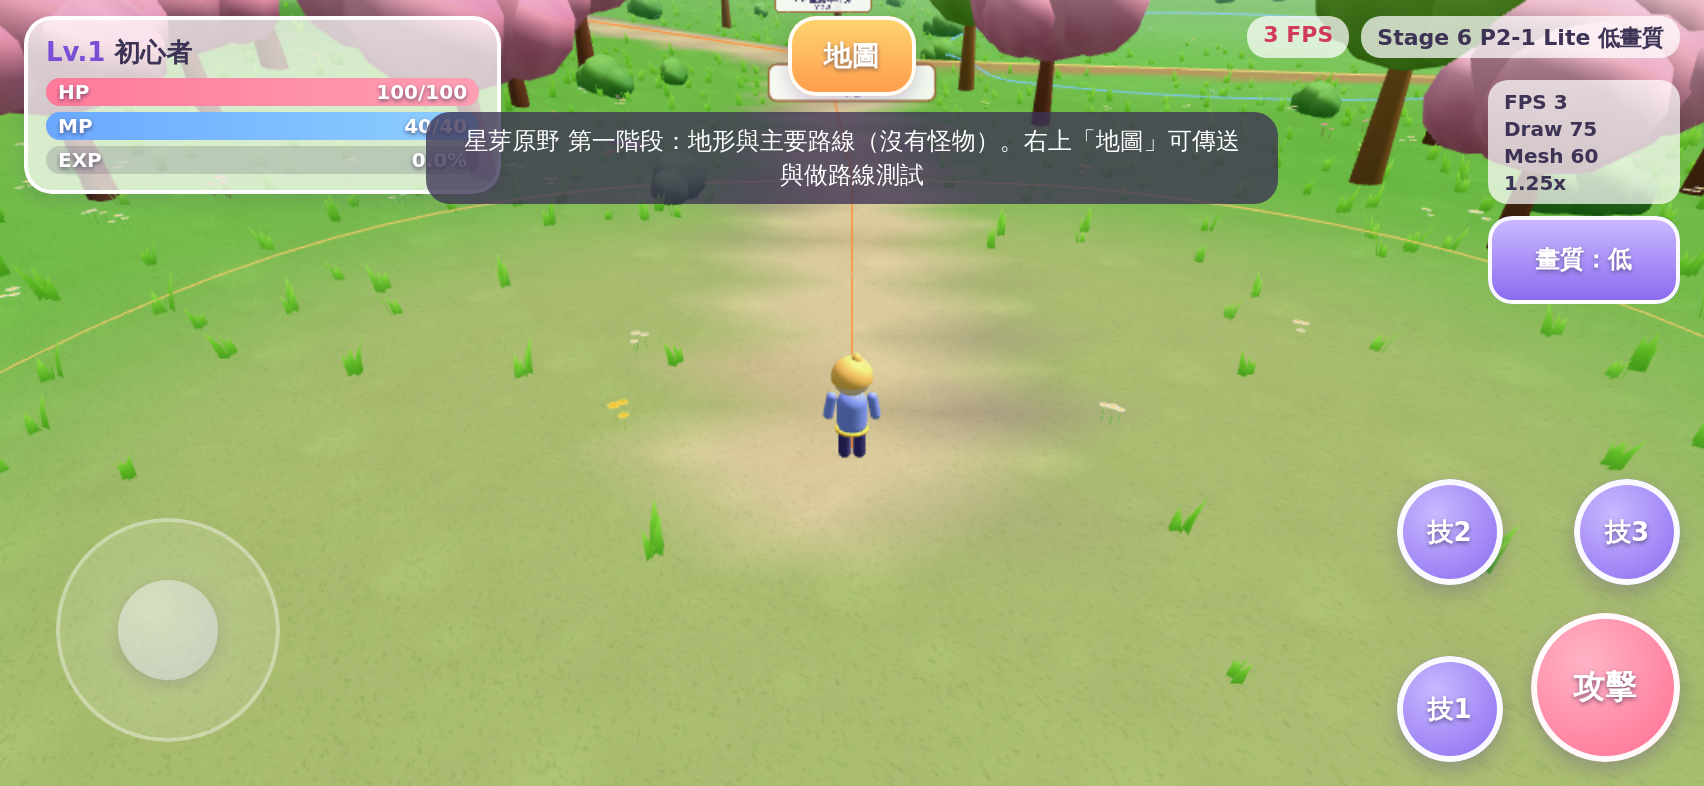 Lv.1 初心者
HP 100/100
MP 40/40
EXP 0.0%
地圖
3 FPS
Stage 6 P2-1 Lite 低畫質
星芽原野 第一階段：地形與主要路線（沒有怪物）。右上「地圖」可傳送
與做路線測試
FPS 3
Draw 75
Mesh 60
1.25x
畫質：低
技2
技3
技1
攻擊